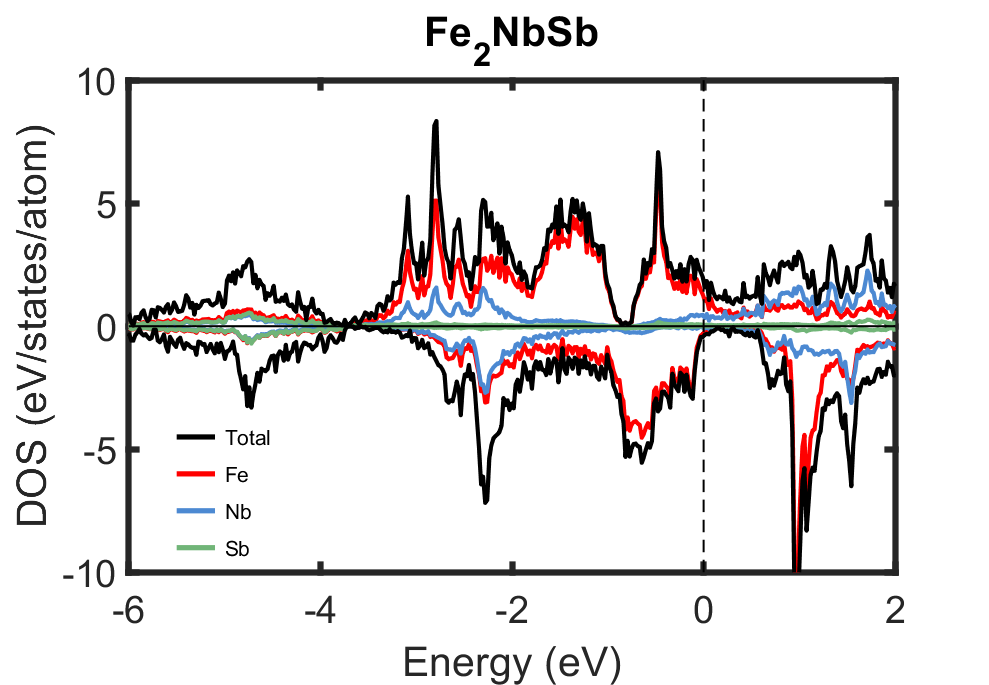 Fe₂NbSb
10
5
0
-5
-10
DOS (eV/states/atom)
Total
Fe
Nb
Sb
-6 -4 -2 0 2
Energy (eV)